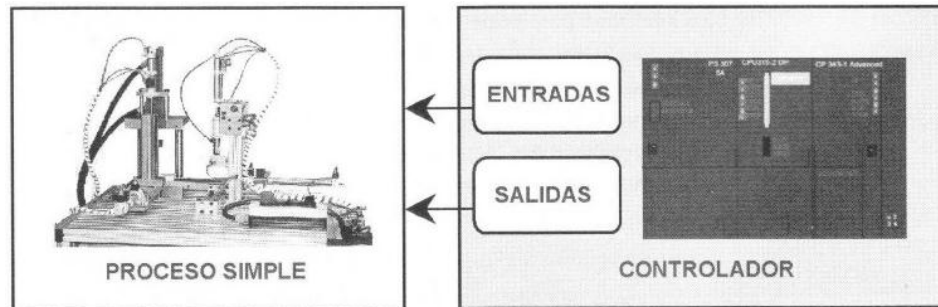 ENTRADAS
SALIDAS
PROCESO SIMPLE
CONTROLADOR
PS 307
5A
CPU315-2 DP
CP 343-1 Advanced